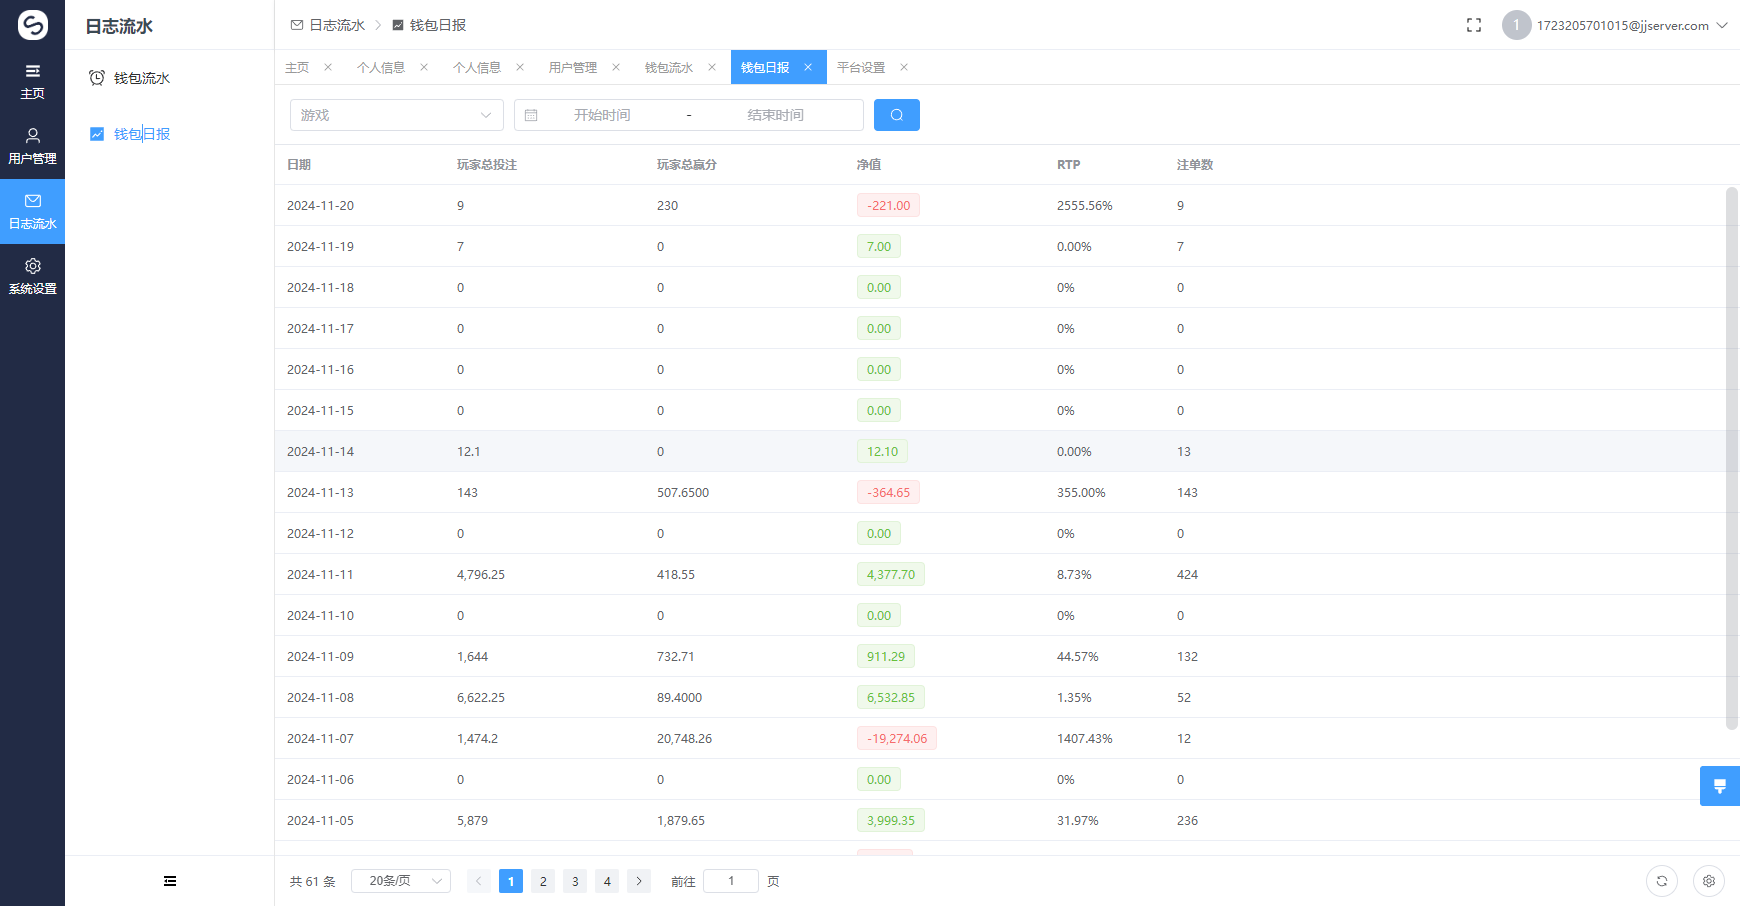 日志流水
主页
用户管理
日志流水
系统设置
钱包流水
钱包日报
日志流水 钱包日报
1 1723205701015@jjserver.com
主页 个人信息 个人信息 用户管理 钱包流水 钱包日报 平台设置
游戏 开始时间 - 结束时间
日期 玩家总投注 玩家总赢分 净值 RTP 注单数
2024-11-20 9 230 -221.00 2555.56% 9
2024-11-19 7 0 7.00 0.00% 7
2024-11-18 0 0 0.00 0% 0
2024-11-17 0 0 0.00 0% 0
2024-11-16 0 0 0.00 0% 0
2024-11-15 0 0 0.00 0% 0
2024-11-14 12.1 0 12.10 0.00% 13
2024-11-13 143 507.6500 -364.65 355.00% 143
2024-11-12 0 0 0.00 0% 0
2024-11-11 4,796.25 418.55 4,377.70 8.73% 424
2024-11-10 0 0 0.00 0% 0
2024-11-09 1,644 732.71 911.29 44.57% 132
2024-11-08 6,622.25 89.4000 6,532.85 1.35% 52
2024-11-07 1,474.2 20,748.26 -19,274.06 1407.43% 12
2024-11-06 0 0 0.00 0% 0
2024-11-05 5,879 1,879.65 3,999.35 31.97% 236
共 61 条 20条/页 1 2 3 4 前往 1 页